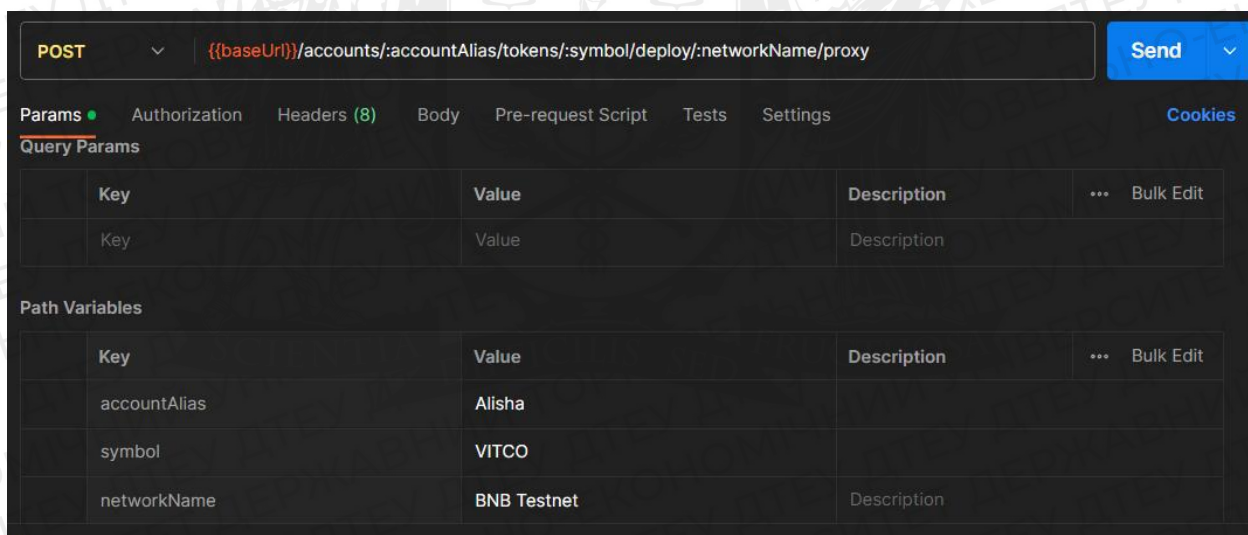 POST {{baseUrl}}/accounts/:accountAlias/tokens/:symbol/deploy/:networkName/proxy Send
Params Authorization Headers (8) Body Pre-request Script Tests Settings Cookies
Query Params
Key Value Description ••• Bulk Edit
Key Value Description
Path Variables
Key Value Description ••• Bulk Edit
accountAlias Alisha
symbol VITCO
networkName BNB Testnet Description